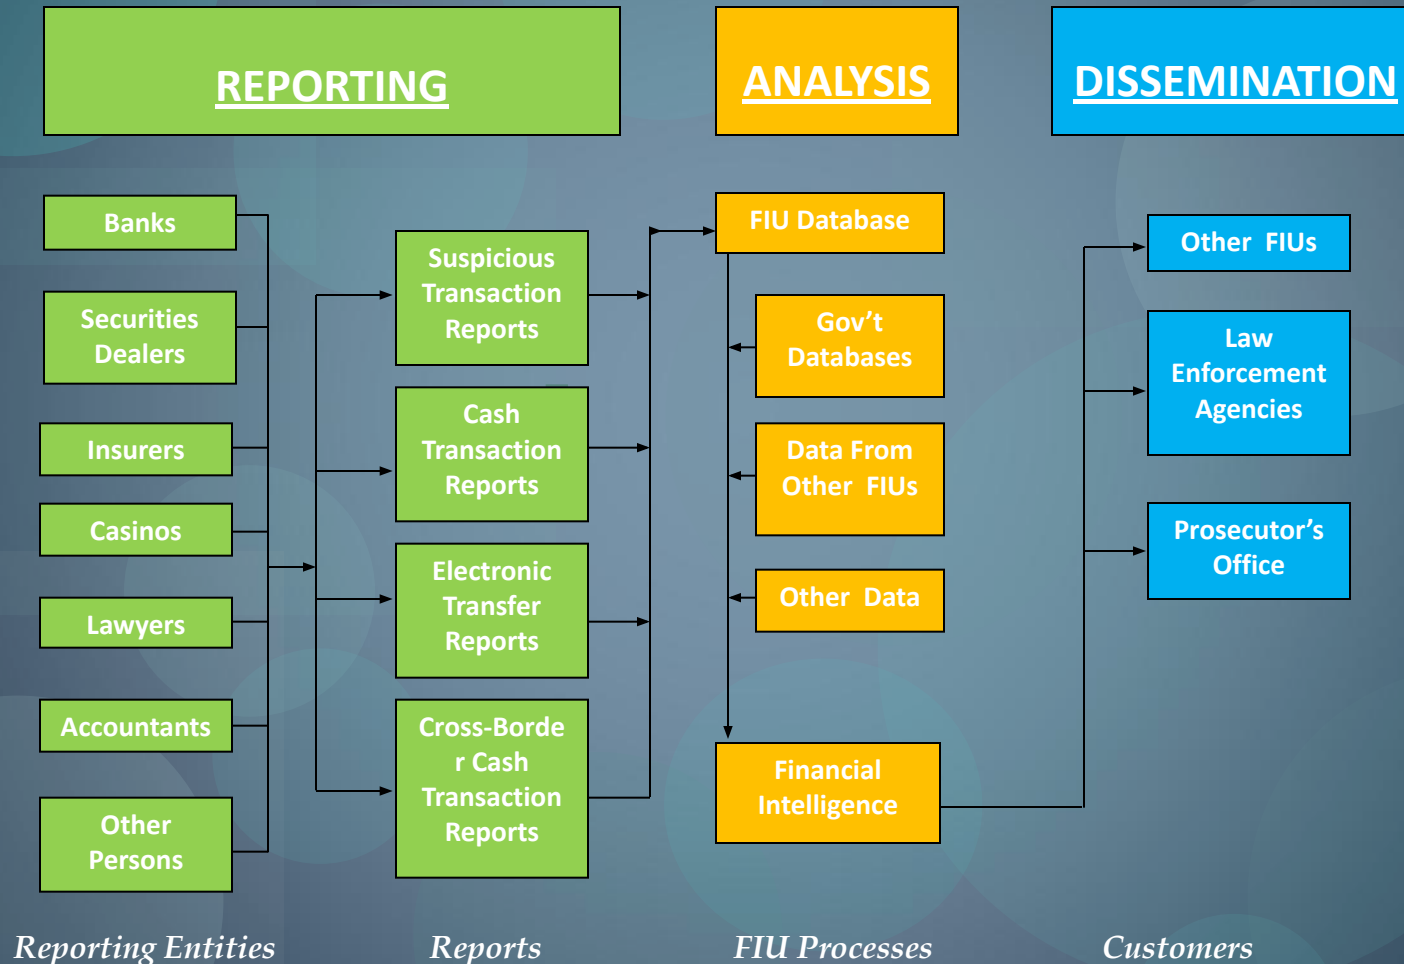 REPORTING
ANALYSIS
DISSEMINATION
Banks
Securities
Dealers
Insurers
Casinos
Lawyers
Accountants
Other
Persons
Suspicious
Transaction
Reports
Cash
Transaction
Reports
Electronic
Transfer
Reports
Cross-Borde
r Cash
Transaction
Reports
FIU Database
Gov’t
Databases
Data From
Other FIUs
Other Data
Financial
Intelligence
Other FIUs
Law
Enforcement
Agencies
Prosecutor’s
Office
Reporting Entities
Reports
FIU Processes
Customers